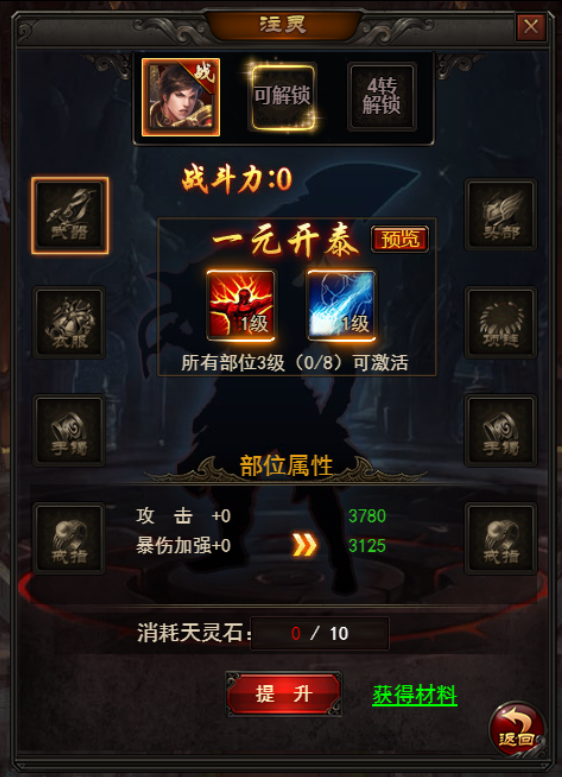 注灵
战
可解锁
4转
解锁
战斗力:0
武器
头部
一元开泰
预览
1级
1级
所有部位3级（0/8）可激活
衣服
项链
手镯
手镯
部位属性
攻 击 +0
3780
暴伤加强+0
3125
戒指
戒指
消耗天灵石:
0 / 10
提 升
获得材料
返回